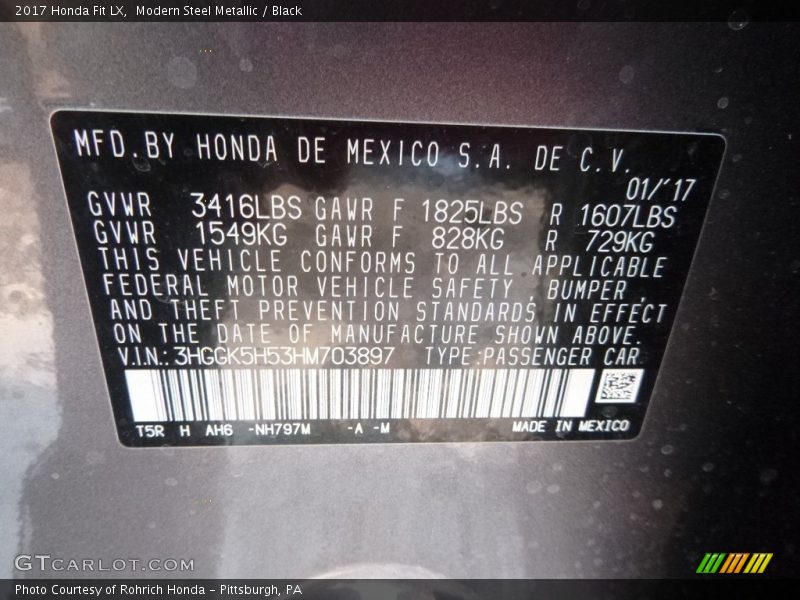 2017 Honda Fit LX, Modern Steel Metallic / Black
MFD.BY HONDA DE MEXICO S.A. DE C.V.
01/'17
GVWR 3416LBS GAWR F 1825LBS R 1607LBS
GVWR 1549KG GAWR F 828KG R 729KG
THIS VEHICLE CONFORMS TO ALL APPLICABLE
FEDERAL MOTOR VEHICLE SAFETY, BUMPER,
AND THEFT PREVENTION STANDARDS IN EFFECT
ON THE DATE OF MANUFACTURE SHOWN ABOVE.
V.I.N.: 3HGGK5H53HM703897 TYPE:PASSENGER CAR
T5R H AH6 -NH797M -A -M MADE IN MEXICO
GTCARLOT.COM
Photo Courtesy of Rohrich Honda - Pittsburgh, PA